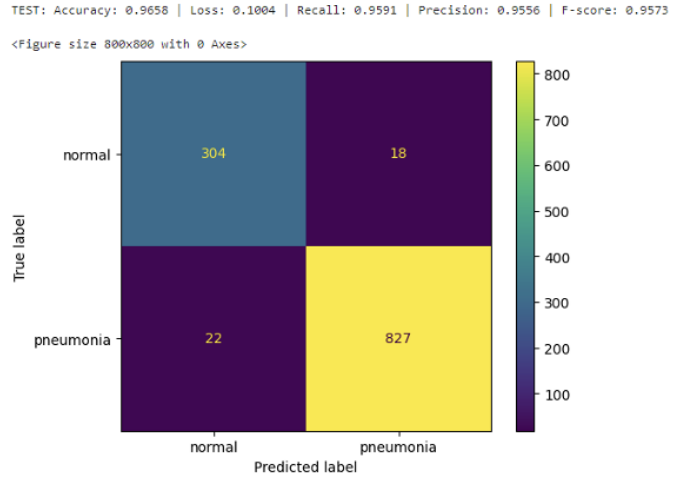 TEST: Accuracy: 0.9658 | Loss: 0.1004 | Recall: 0.9591 | Precision: 0.9556 | F-score: 0.9573
<Figure size 800x800 with 0 Axes>
normal
304
18
pneumonia
22
827
True label
normal
pneumonia
Predicted label
800
700
600
500
400
300
200
100